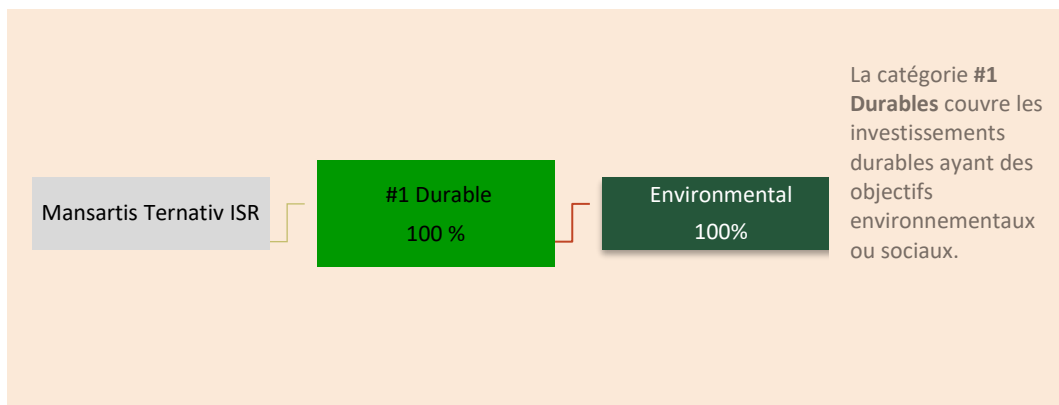 Mansartis Ternativ ISR
#1 Durable
100 %
Environmental
100%
La catégorie #1
Durables couvre les
investissements
durables ayant des
objectifs
environnementaux
ou sociaux.